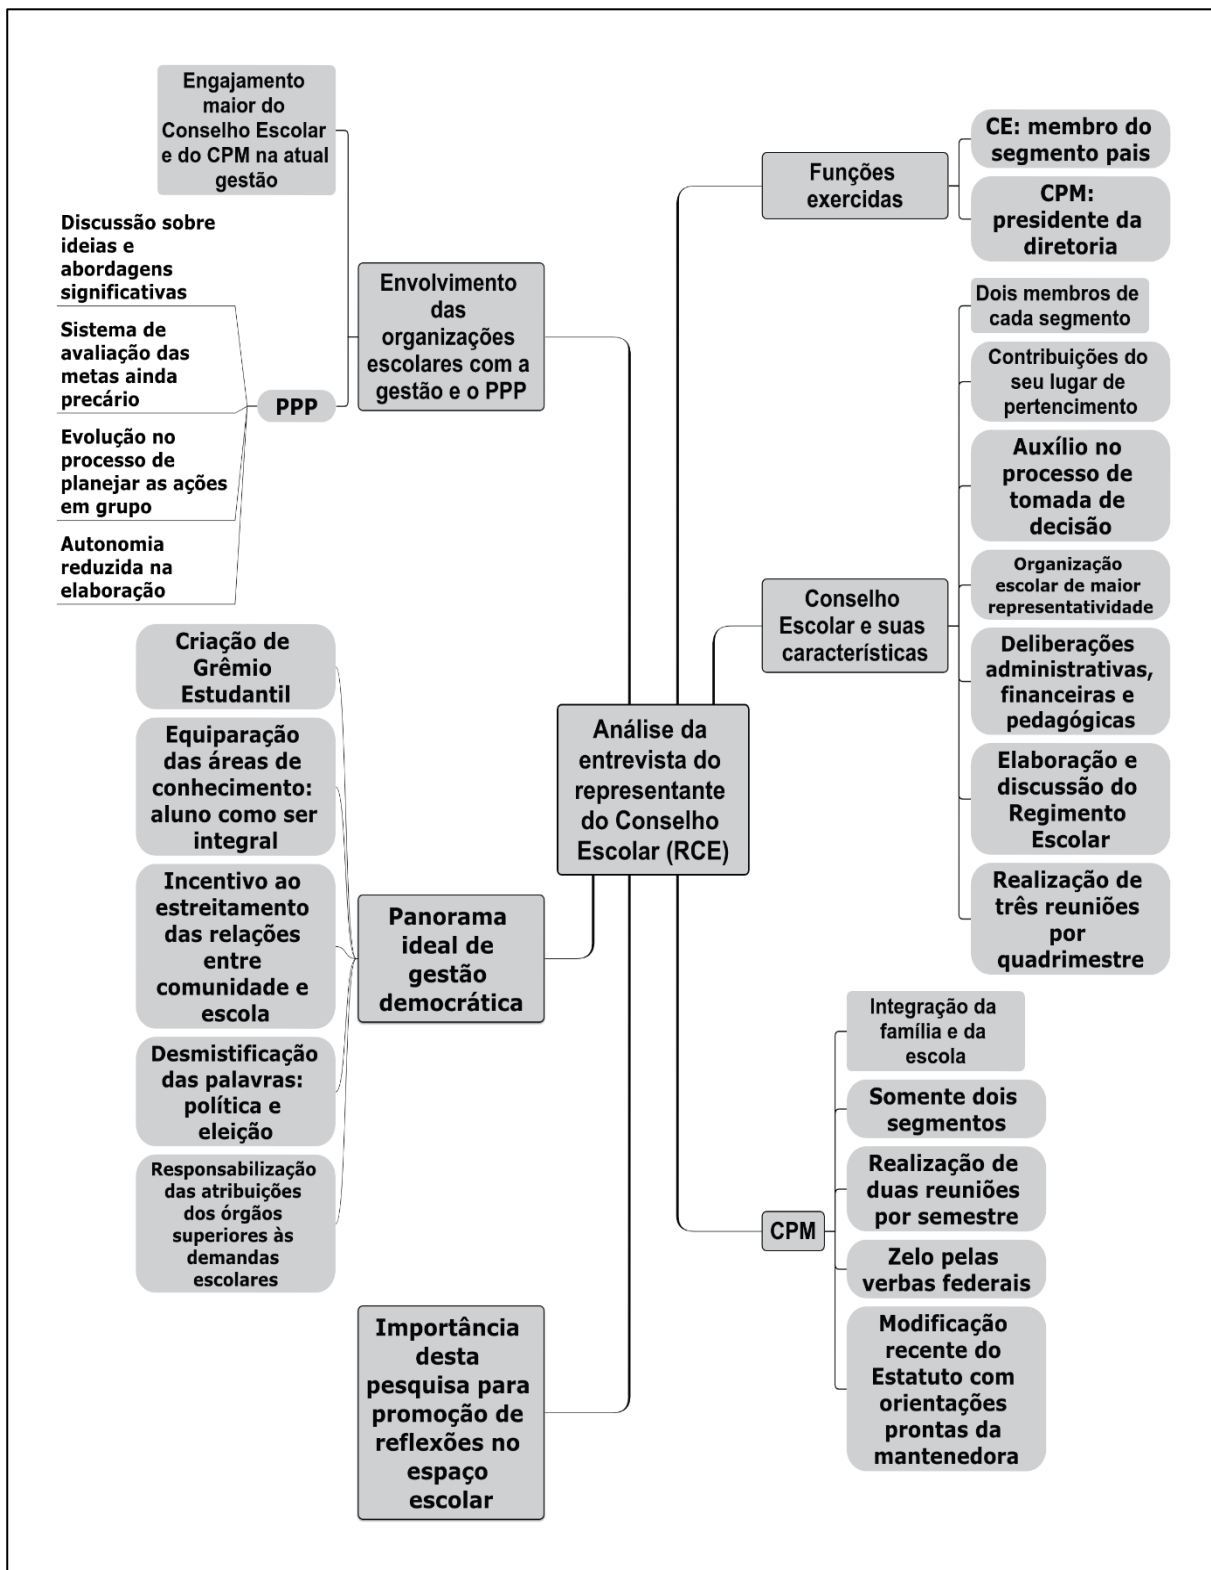 Engajamento
maior do
Conselho Escolar
e do CPM na atual
gestão
Discussão sobre
ideias e
abordagens
significativas
Sistema de
avaliação das
metas ainda
precário
Evolução no
processo de
planejar as ações
em grupo
Autonomia
reduzida na
elaboração
PPP
Envolvimento
das
organizações
escolares com a
gestão e o PPP
Criação de
Grêmio
Estudantil
Equiparação
das áreas de
conhecimento:
aluno como ser
integral
Incentivo ao
estreitamento
das relações
entre
comunidade e
escola
Desmistificação
das palavras:
política e
eleição
Responsabilização
das atribuições
dos órgãos
superiores às
demandas
escolares
Panorama
ideal de
gestão
democrática
Importância
desta
pesquisa para
promoção de
reflexões no
espaço
escolar
Análise da
entrevista do
representante
do Conselho
Escolar (RCE)
Funções
exercidas
CE: membro do
segmento pais
CPM:
presidente da
diretoria
Conselho
Escolar e suas
características
Dois membros de
cada segmento
Contribuições do
seu lugar de
pertencimento
Auxílio no
processo de
tomada de
decisão
Organização
escolar de maior
representatividade
Deliberações
administrativas,
financeiras e
pedagógicas
Elaboração e
discussão do
Regimento
Escolar
Realização de
três reuniões
por
quadrimestre
CPM
Integração da
família e da
escola
Somente dois
segmentos
Realização de
duas reuniões
por semestre
Zelo pelas
verbas federais
Modificação
recente do
Estatuto com
orientações
prontas da
mantenedora